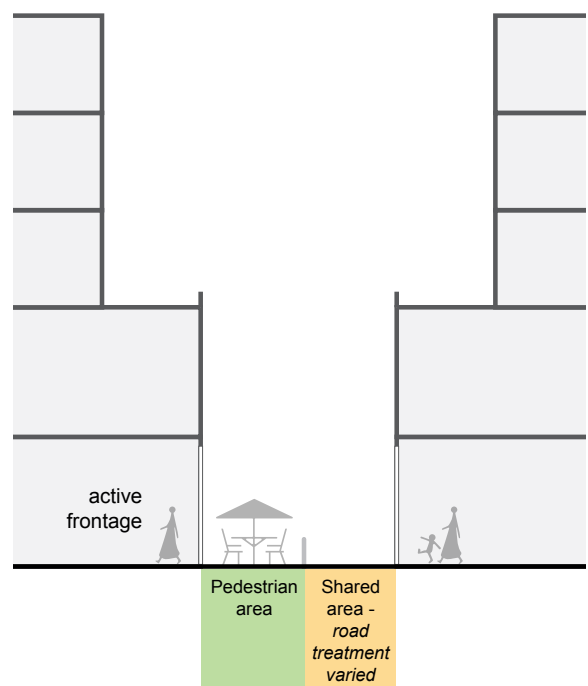 active
frontage
Pedestrian
area
Shared
area -
road
treatment
varied